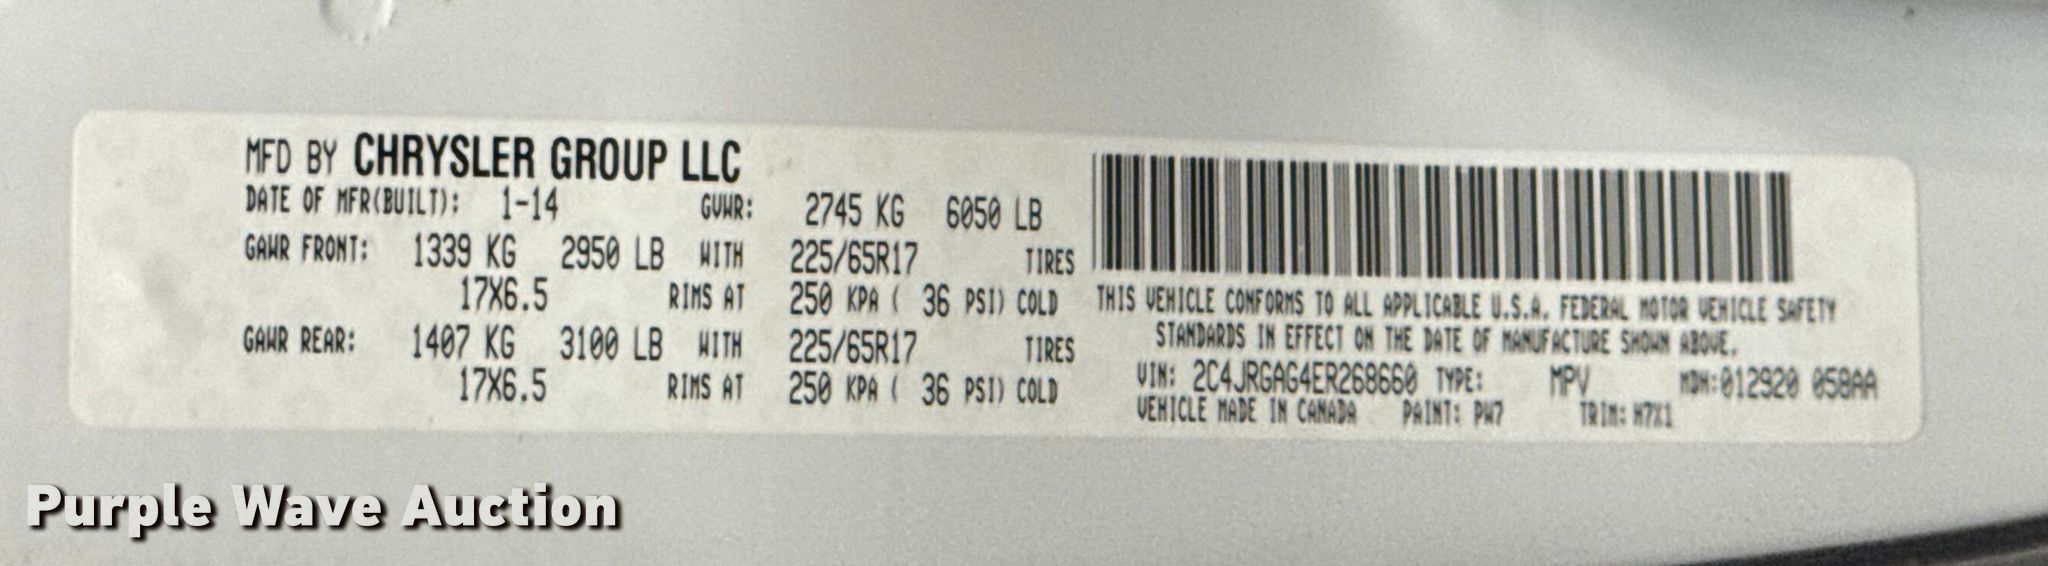 MFD BY CHRYSLER GROUP LLC
DATE OF MFR(BUILT): 1-14 GVWR: 2745 KG 6050 LB
GAWR FRONT: 1339 KG 2950 LB WITH 225/65R17 TIRES
17X6.5 RIMS AT 250 KPA ( 36 PSI) COLD
GAWR REAR: 1407 KG 3100 LB WITH 225/65R17 TIRES
17X6.5 RIMS AT 250 KPA ( 36 PSI) COLD
THIS VEHICLE CONFORMS TO ALL APPLICABLE U.S.A. FEDERAL MOTOR VEHICLE SAFETY
STANDARDS IN EFFECT ON THE DATE OF MANUFACTURE SHOWN ABOVE.
VIN: 2C4JRGAG4ER268660 TYPE: MPV MDH:012920 058AA
VEHICLE MADE IN CANADA PAINT: PW7 TRIM: H7X1
Purple Wave Auction